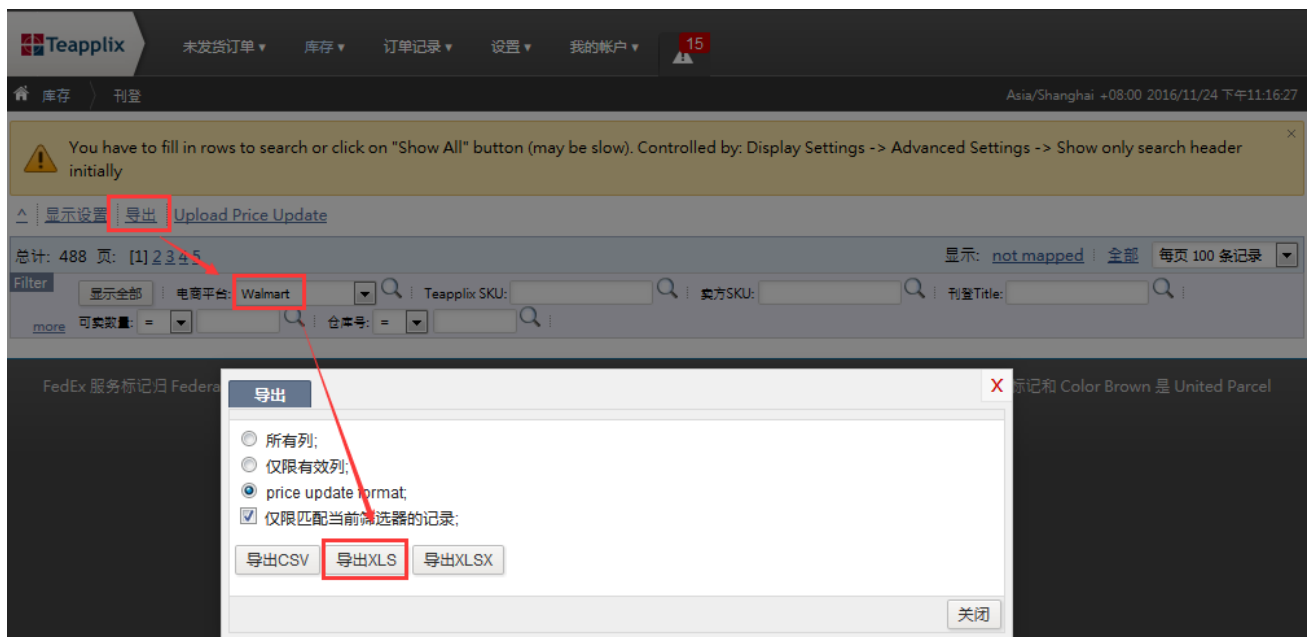 Teapplix 未发货订单 ▾ 库存 ▾ 订单记录 ▾ 设置 ▾ 我的帐户 ▾ 15
库存 刊登 Asia/Shanghai +08:00 2016/11/24 下午11:16:27
You have to fill in rows to search or click on "Show All" button (may be slow). Controlled by: Display Settings -> Advanced Settings -> Show only search header ×
initially
^ 显示设置 导出 Upload Price Update
总计: 488 页: [1] 2 3 4 5 显示: not mapped 全部 每页 100 条记录
Filter 显示全部 电商平台: Walmart Teapplix SKU: 卖方SKU: 刊登Title:
more 可卖数量: = 仓库号: =
FedEx 服务标记归 Federa 示记和 Color Brown 是 United Parcel
导出 X
所有列;
仅限有效列;
price update format;
仅限匹配当前筛选器的记录;
导出CSV 导出XLS 导出XLSX
关闭